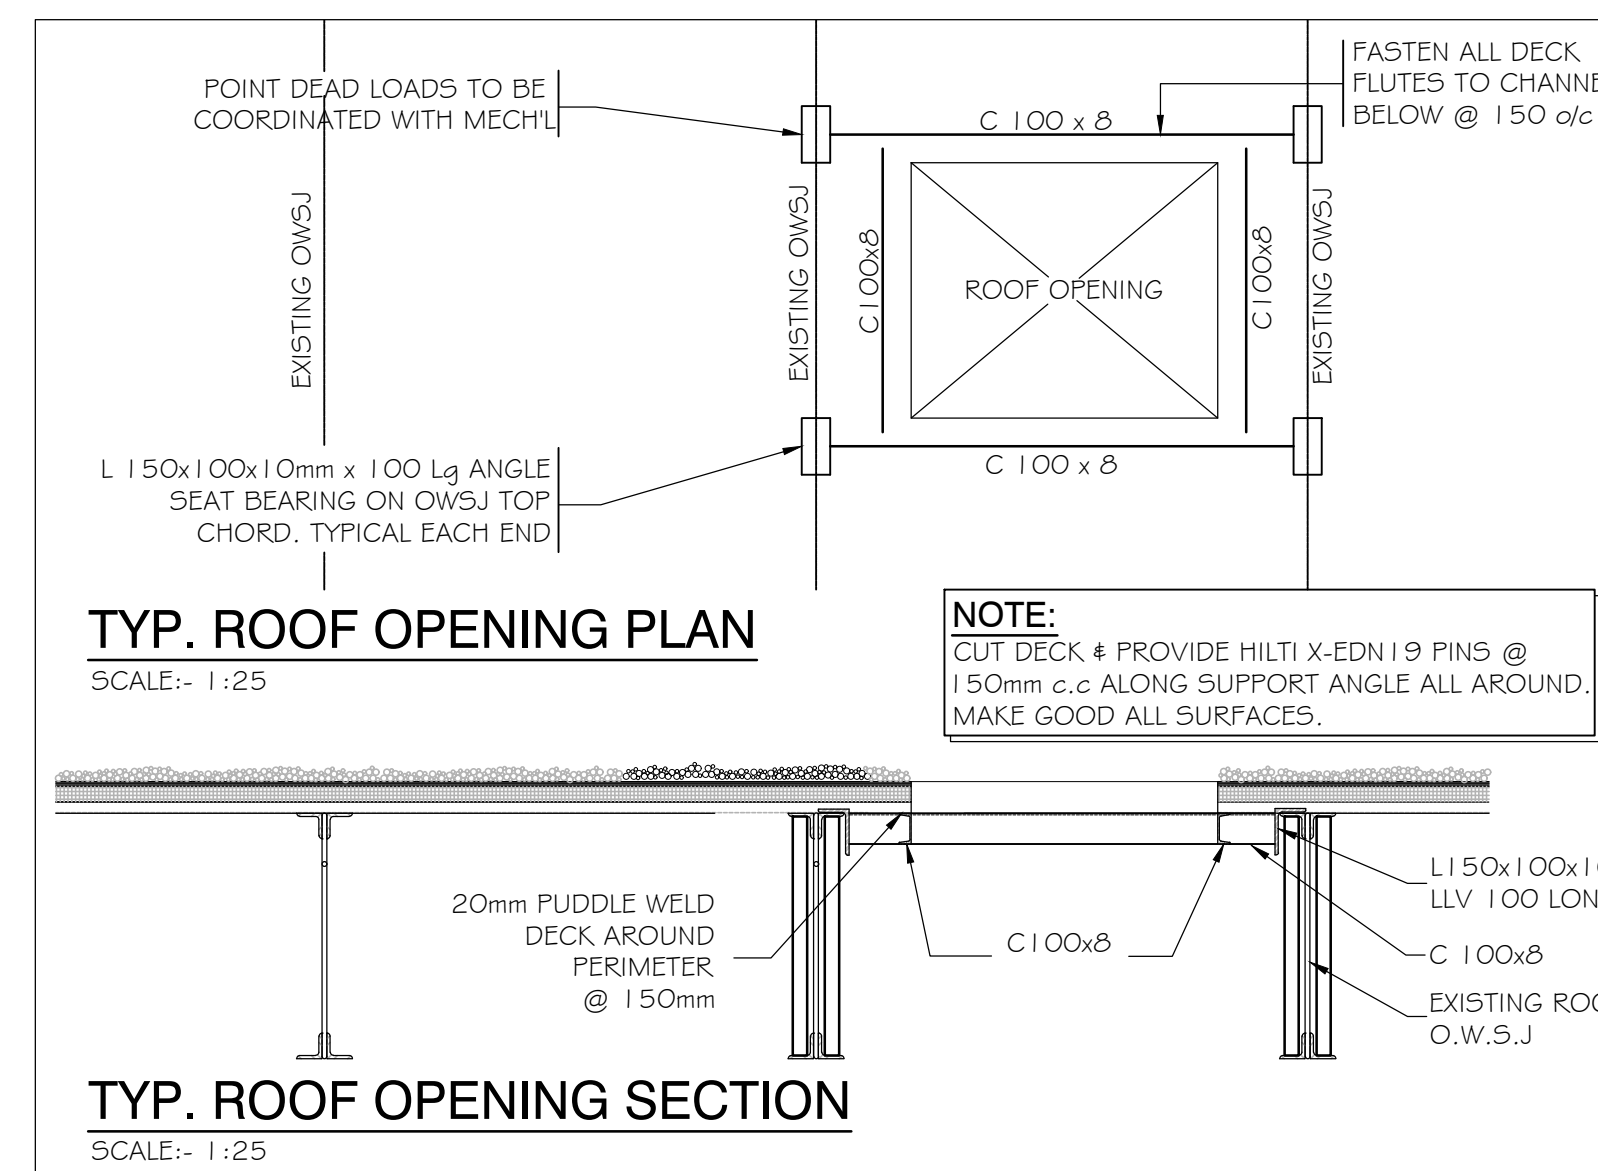 POINT DEAD LOADS TO BE
COORDINATED WITH MECH'L
FASTEN ALL DECK
FLUTES TO CHANNE
BELOW @ 150 o/c
C 100 x 8
EXISTING OWSJ
EXISTING OWSJ
C100x8
ROOF OPENING
C100x8
EXISTING OWSJ
L 150x100x10mm x 100 Lg ANGLE
SEAT BEARING ON OWSJ TOP
CHORD. TYPICAL EACH END
C 100 x 8
TYP. ROOF OPENING PLAN
SCALE:- 1:25
NOTE:
CUT DECK & PROVIDE HILTI X-EDN19 PINS @
150mm c.c ALONG SUPPORT ANGLE ALL AROUND.
MAKE GOOD ALL SURFACES.
20mm PUDDLE WELD
DECK AROUND
PERIMETER
@ 150mm
C100x8
L150x100x1
LLV 100 LON
C 100x8
EXISTING ROO
O.W.S.J
TYP. ROOF OPENING SECTION
SCALE:- 1:25